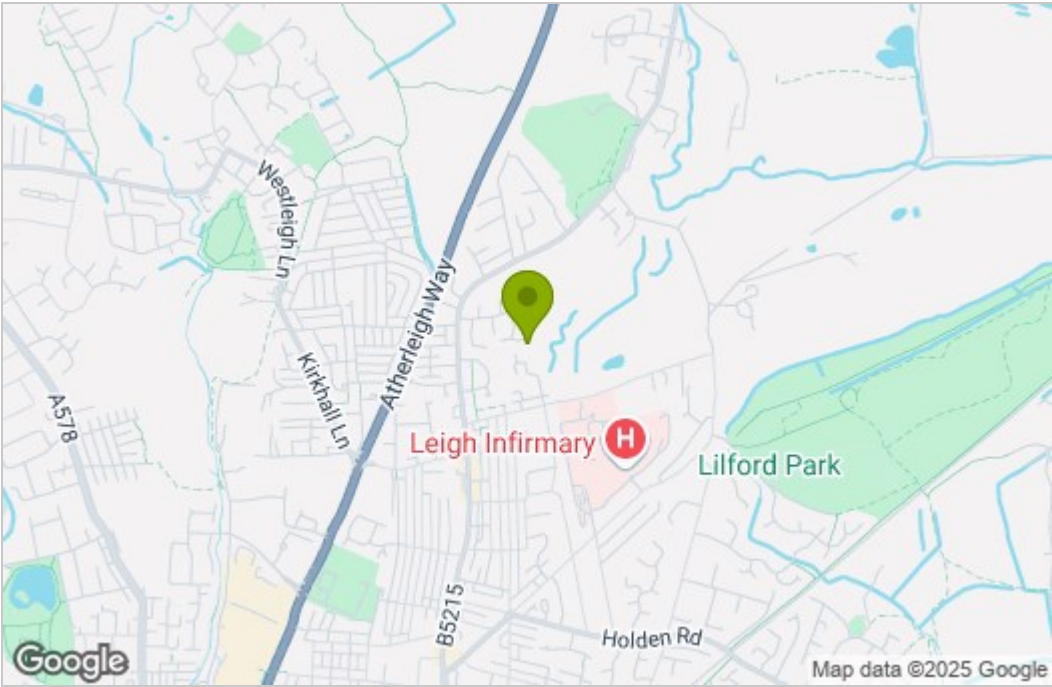 Westleigh Ln
Atherleigh Way
Kirkhall Ln
A578
Leigh Infirmary
H
Lilford Park
B5215
Holden Rd
Google
Map data ©2025 Google